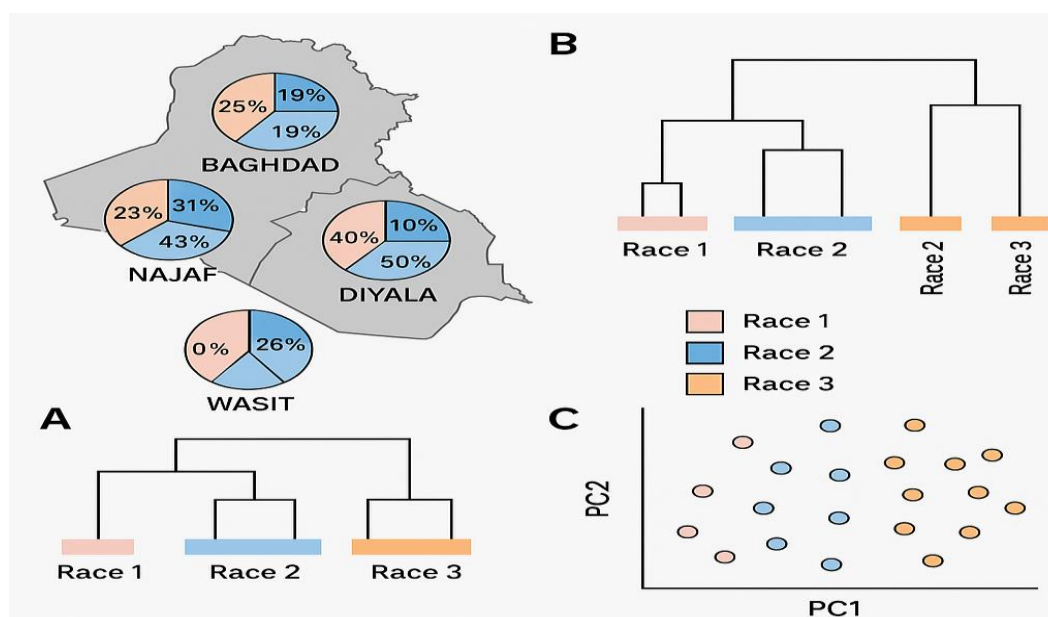 25%
19%
19%
BAGHDAD
23%
31%
43%
NAJAF
40%
10%
50%
DIYALA
0%
26%
WASIT
A
Race 1
Race 2
Race 3
B
Race 1
Race 2
Race 2
Race 3
Race 1
Race 2
Race 3
C
PC2
PC1